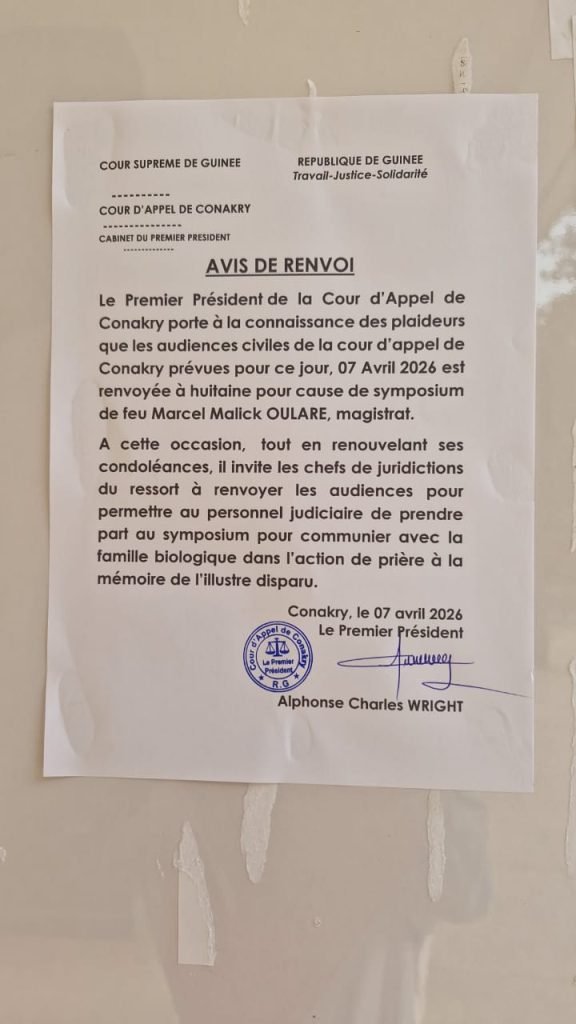 COUR SUPREME DE GUINEE
REPUBLIQUE DE GUINEE
Travail-Justice-Solidarité
----------
COUR D'APPEL DE CONAKRY
---------------
CABINET DU PREMIER PRESIDENT
--------------
AVIS DE RENVOI
Le Premier Président de la Cour d'Appel de
Conakry porte à la connaissance des plaideurs
que les audiences civiles de la cour d'appel de
Conakry prévues pour ce jour, 07 Avril 2026 est
renvoyée à huitaine pour cause de symposium
de feu Marcel Malick OULARE, magistrat.
A cette occasion, tout en renouvelant ses
condoléances, il invite les chefs de juridictions
du ressort à renvoyer les audiences pour
permettre au personnel judiciaire de prendre
part au symposium pour communier avec la
famille biologique dans l'action de prière à la
mémoire de l'illustre disparu.
Conakry, le 07 avril 2026
Le Premier Président
Cour d'Appel de Conakry
Le Premier
Président
R.G
Alphonse Charles WRIGHT